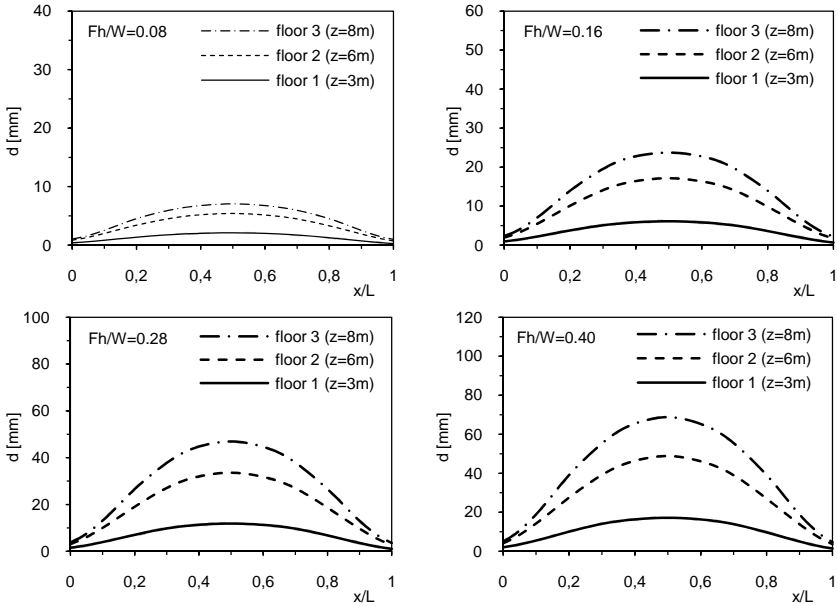 Fh/W=0.08
floor 3 (z=8m)
floor 2 (z=6m)
floor 1 (z=3m)
d [mm]
40
30
20
10
0
0 0,2 0,4 0,6 0,8 1
x/L
Fh/W=0.16
floor 3 (z=8m)
floor 2 (z=6m)
floor 1 (z=3m)
d [mm]
60
50
40
30
20
10
0
0 0,2 0,4 0,6 0,8 1
x/L
Fh/W=0.28
floor 3 (z=8m)
floor 2 (z=6m)
floor 1 (z=3m)
d [mm]
100
80
60
40
20
0
0 0,2 0,4 0,6 0,8 1
x/L
Fh/W=0.40
floor 3 (z=8m)
floor 2 (z=6m)
floor 1 (z=3m)
d [mm]
120
100
80
60
40
20
0
0 0,2 0,4 0,6 0,8 1
x/L